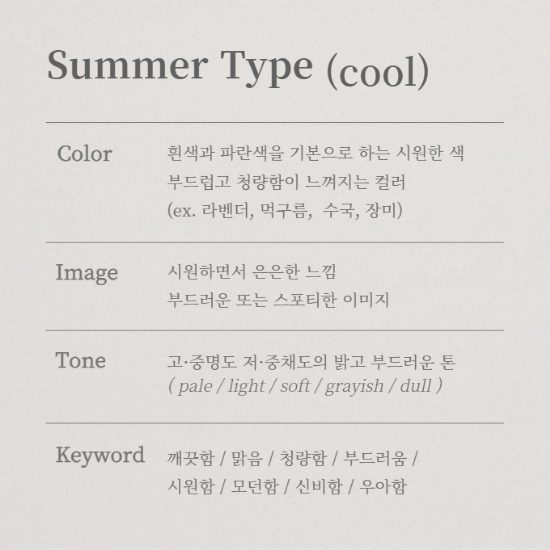 Summer Type (cool)
Color
흰색과 파란색을 기본으로 하는 시원한 색
부드럽고 청량함이 느껴지는 컬러
(ex. 라벤더, 먹구름, 수국, 장미)
Image
시원하면서 은은한 느낌
부드러운 또는 스포티한 이미지
Tone
고·중명도 저·중채도의 밝고 부드러운 톤
( pale / light / soft / grayish / dull )
Keyword
깨끗함 / 맑음 / 청량함 / 부드러움 /
시원함 / 모던함 / 신비함 / 우아함